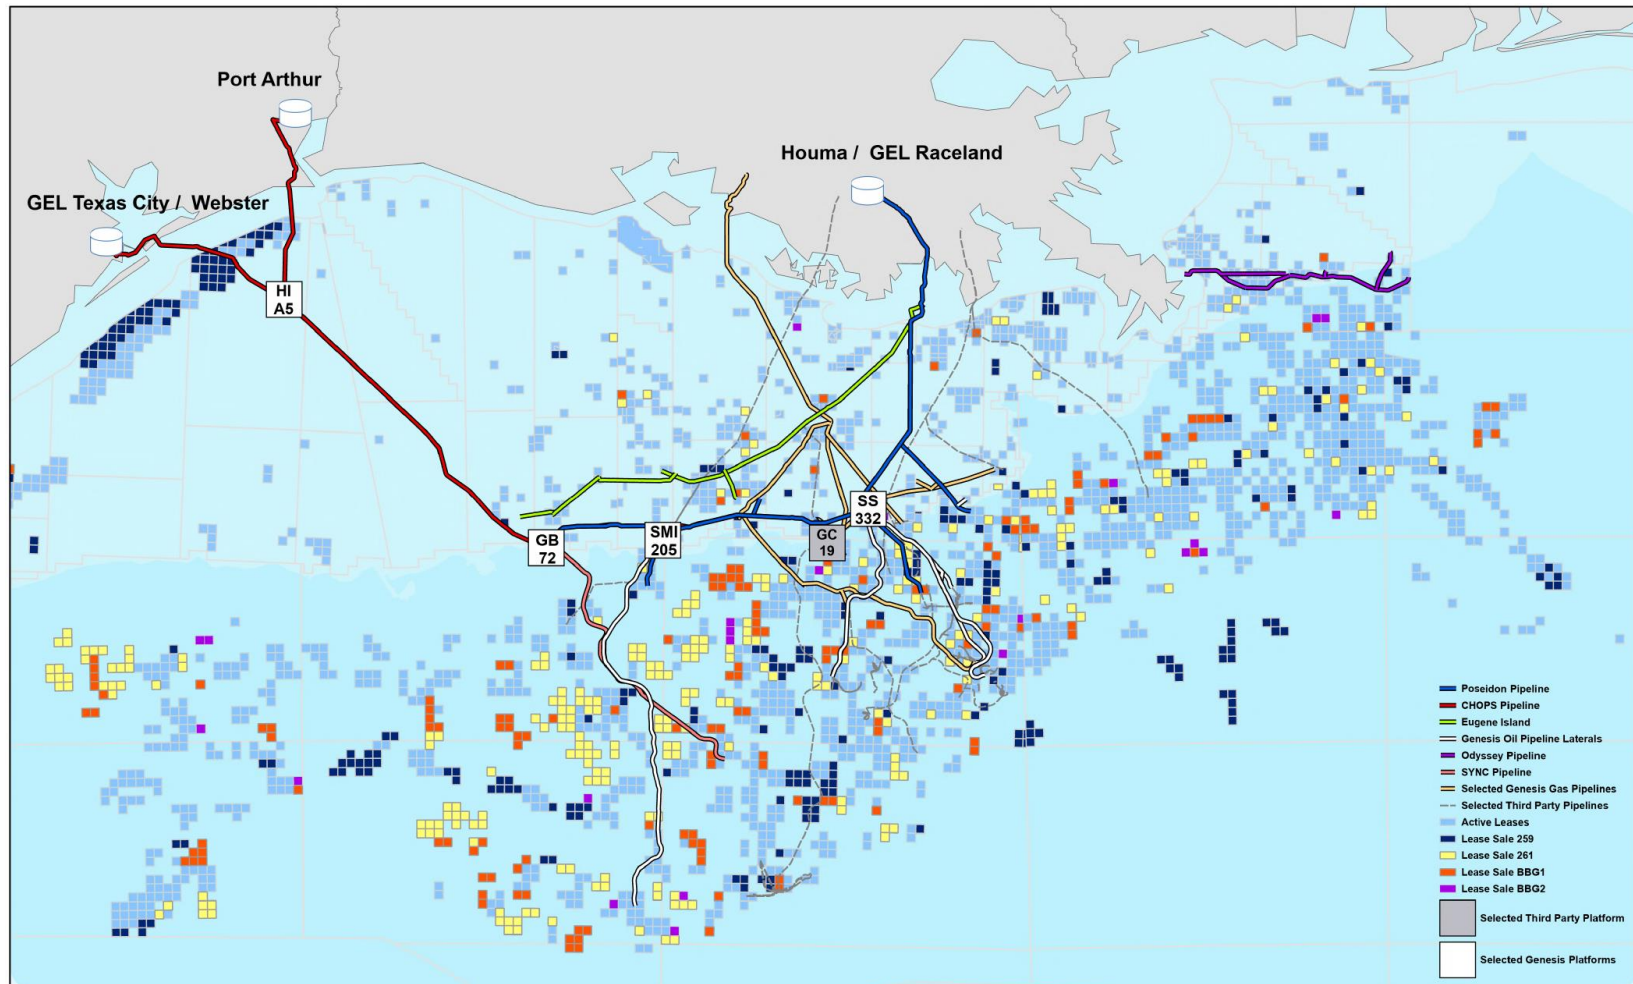 Port Arthur
Houma /  GEL Raceland
GEL Texas City /  Webster
HI
A5
SS
332
GB
72
SMI
205
GC
19
Poseidon Pipeline
CHOPS Pipeline
Eugene Island
Genesis Oil Pipeline Laterals
Odyssey Pipeline
SYNC Pipeline
Selected Genesis Gas Pipelines
Selected Third Party Pipelines
Active Leases
Lease Sale 259
Lease Sale 261
Lease Sale BBG1
Lease Sale BBG2
Selected Third Party Platform
Selected Genesis Platforms